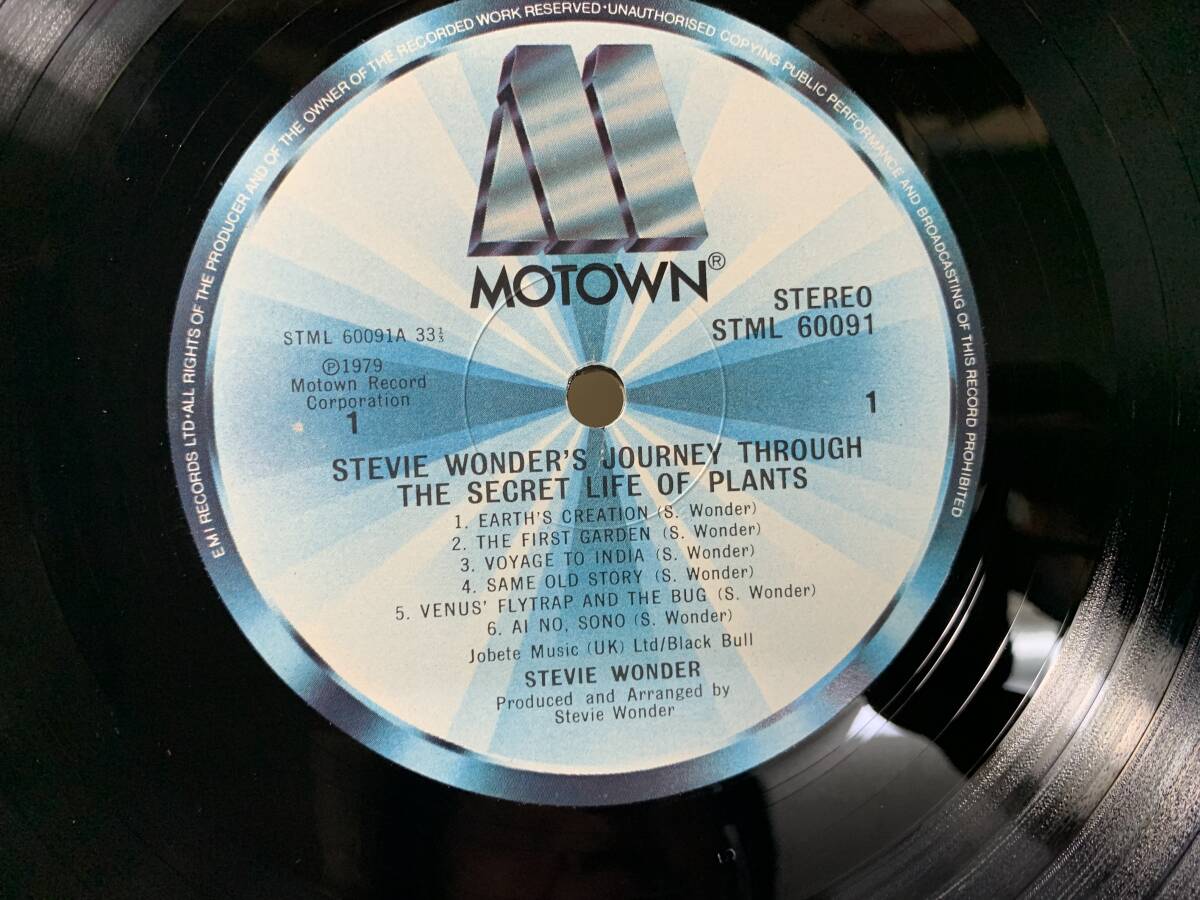 EMI RECORDS LTD·ALL RIGHTS OF THE PRODUCER AND OF THE OWNER OF THE RECORDED WORK RESERVED·UNAUTHORISED COPYING PUBLIC PERFORMANCE AND BROADCASTING OF THIS RECORD PROHIBITED
MOTOWN®
STEREO
STML 60091
STML 60091A 33⅓
℗1979
Motown Record
Corporation
1
1
STEVIE WONDER'S JOURNEY THROUGH
THE SECRET LIFE OF PLANTS
1. EARTH'S CREATION (S. Wonder)
2. THE FIRST GARDEN (S. Wonder)
3. VOYAGE TO INDIA (S. Wonder)
4. SAME OLD STORY (S. Wonder)
5. VENUS' FLYTRAP AND THE BUG (S. Wonder)
6. AI NO, SONO (S. Wonder)
Jobete Music (UK) Ltd/Black Bull
STEVIE WONDER
Produced and Arranged by
Stevie Wonder